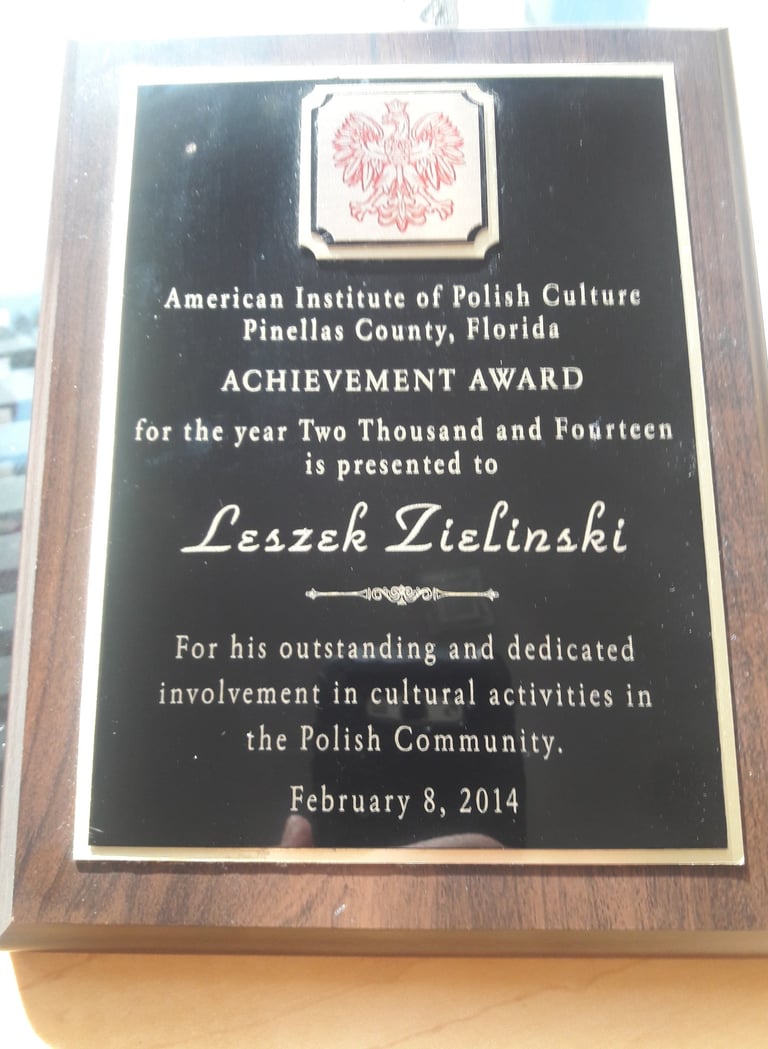 American Institute of Polish Culture
Pinellas County, Florida
ACHIEVEMENT AWARD
for the year Two Thousand and Fourteen
is presented to
Leszek Zielinski
For his outstanding and dedicated
involvement in cultural activities in
the Polish Community.
February 8, 2014